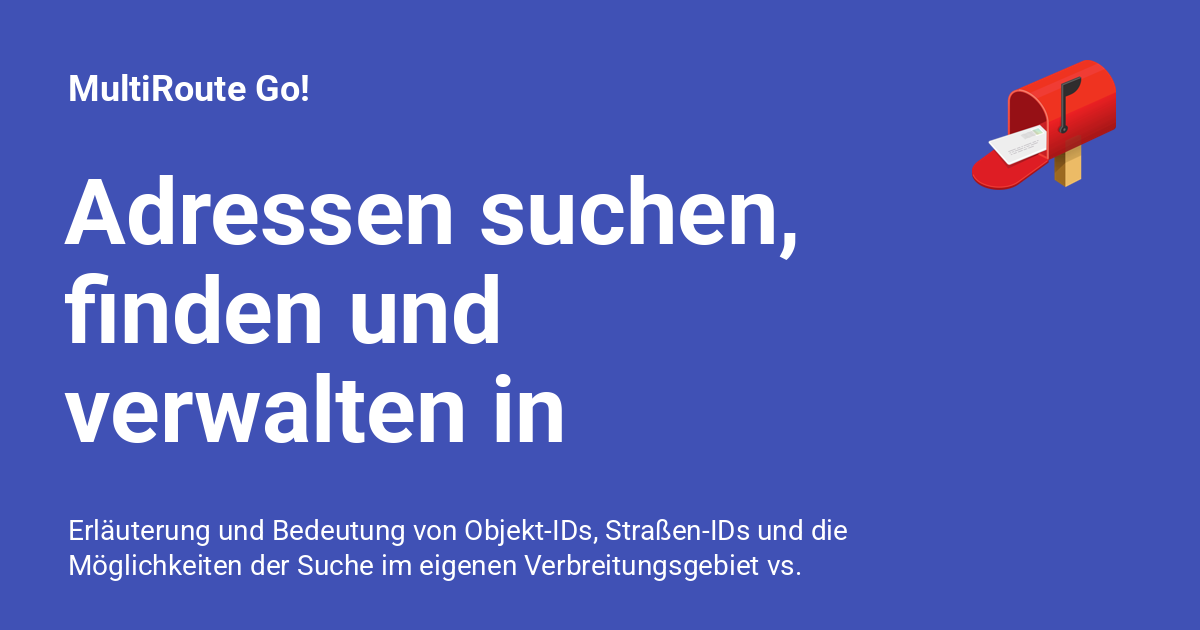 MultiRoute Go!
Adressen suchen,
finden und
verwalten in
Erläuterung und Bedeutung von Objekt-IDs, Straßen-IDs und die
Möglichkeiten der Suche im eigenen Verbreitungsgebiet vs.